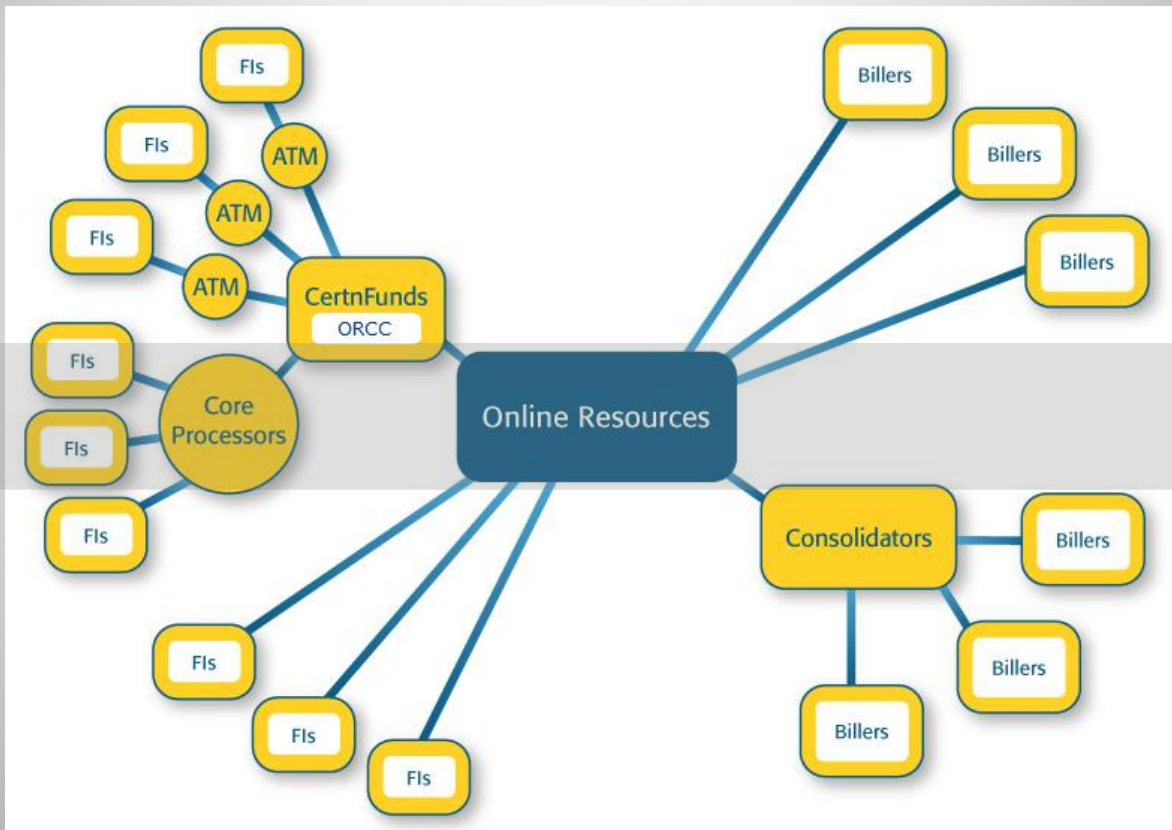 FIs
Billers
FIs
ATM
Billers
FIs
ATM
FIs
ATM
Billers
CertnFunds
ORCC
FIs
Core
Processors
FIs
FIs
Online Resources
Consolidators
Billers
FIs
FIs
FIs
Billers
Billers